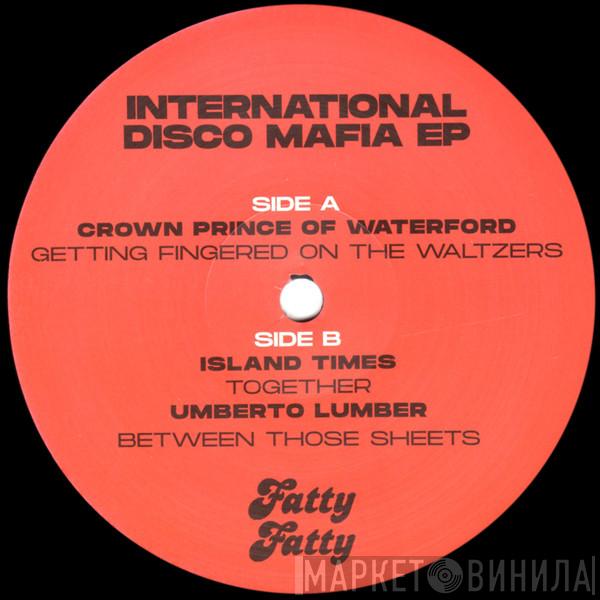 INTERNATIONAL
DISCO MAFIA EP
SIDE A
CROWN PRINCE OF WATERFORD
GETTING FINGERED ON THE WALTZERS
SIDE B
ISLAND TIMES
TOGETHER
UMBERTO LUMBER
BETWEEN THOSE SHEETS
Fatty
Fatty
МАРКЕТ ВИНИЛА